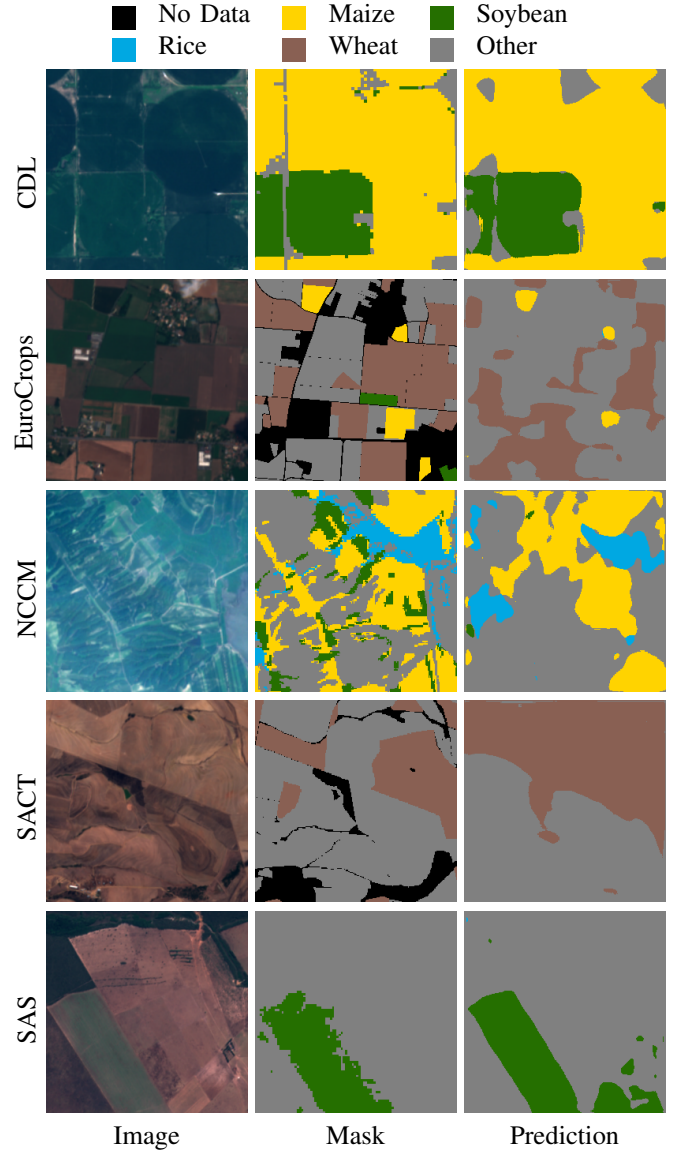 No Data Maize Soybean
Rice Wheat Other
CDL
EuroCrops
NCCM
SACT
SAS
Image Mask Prediction